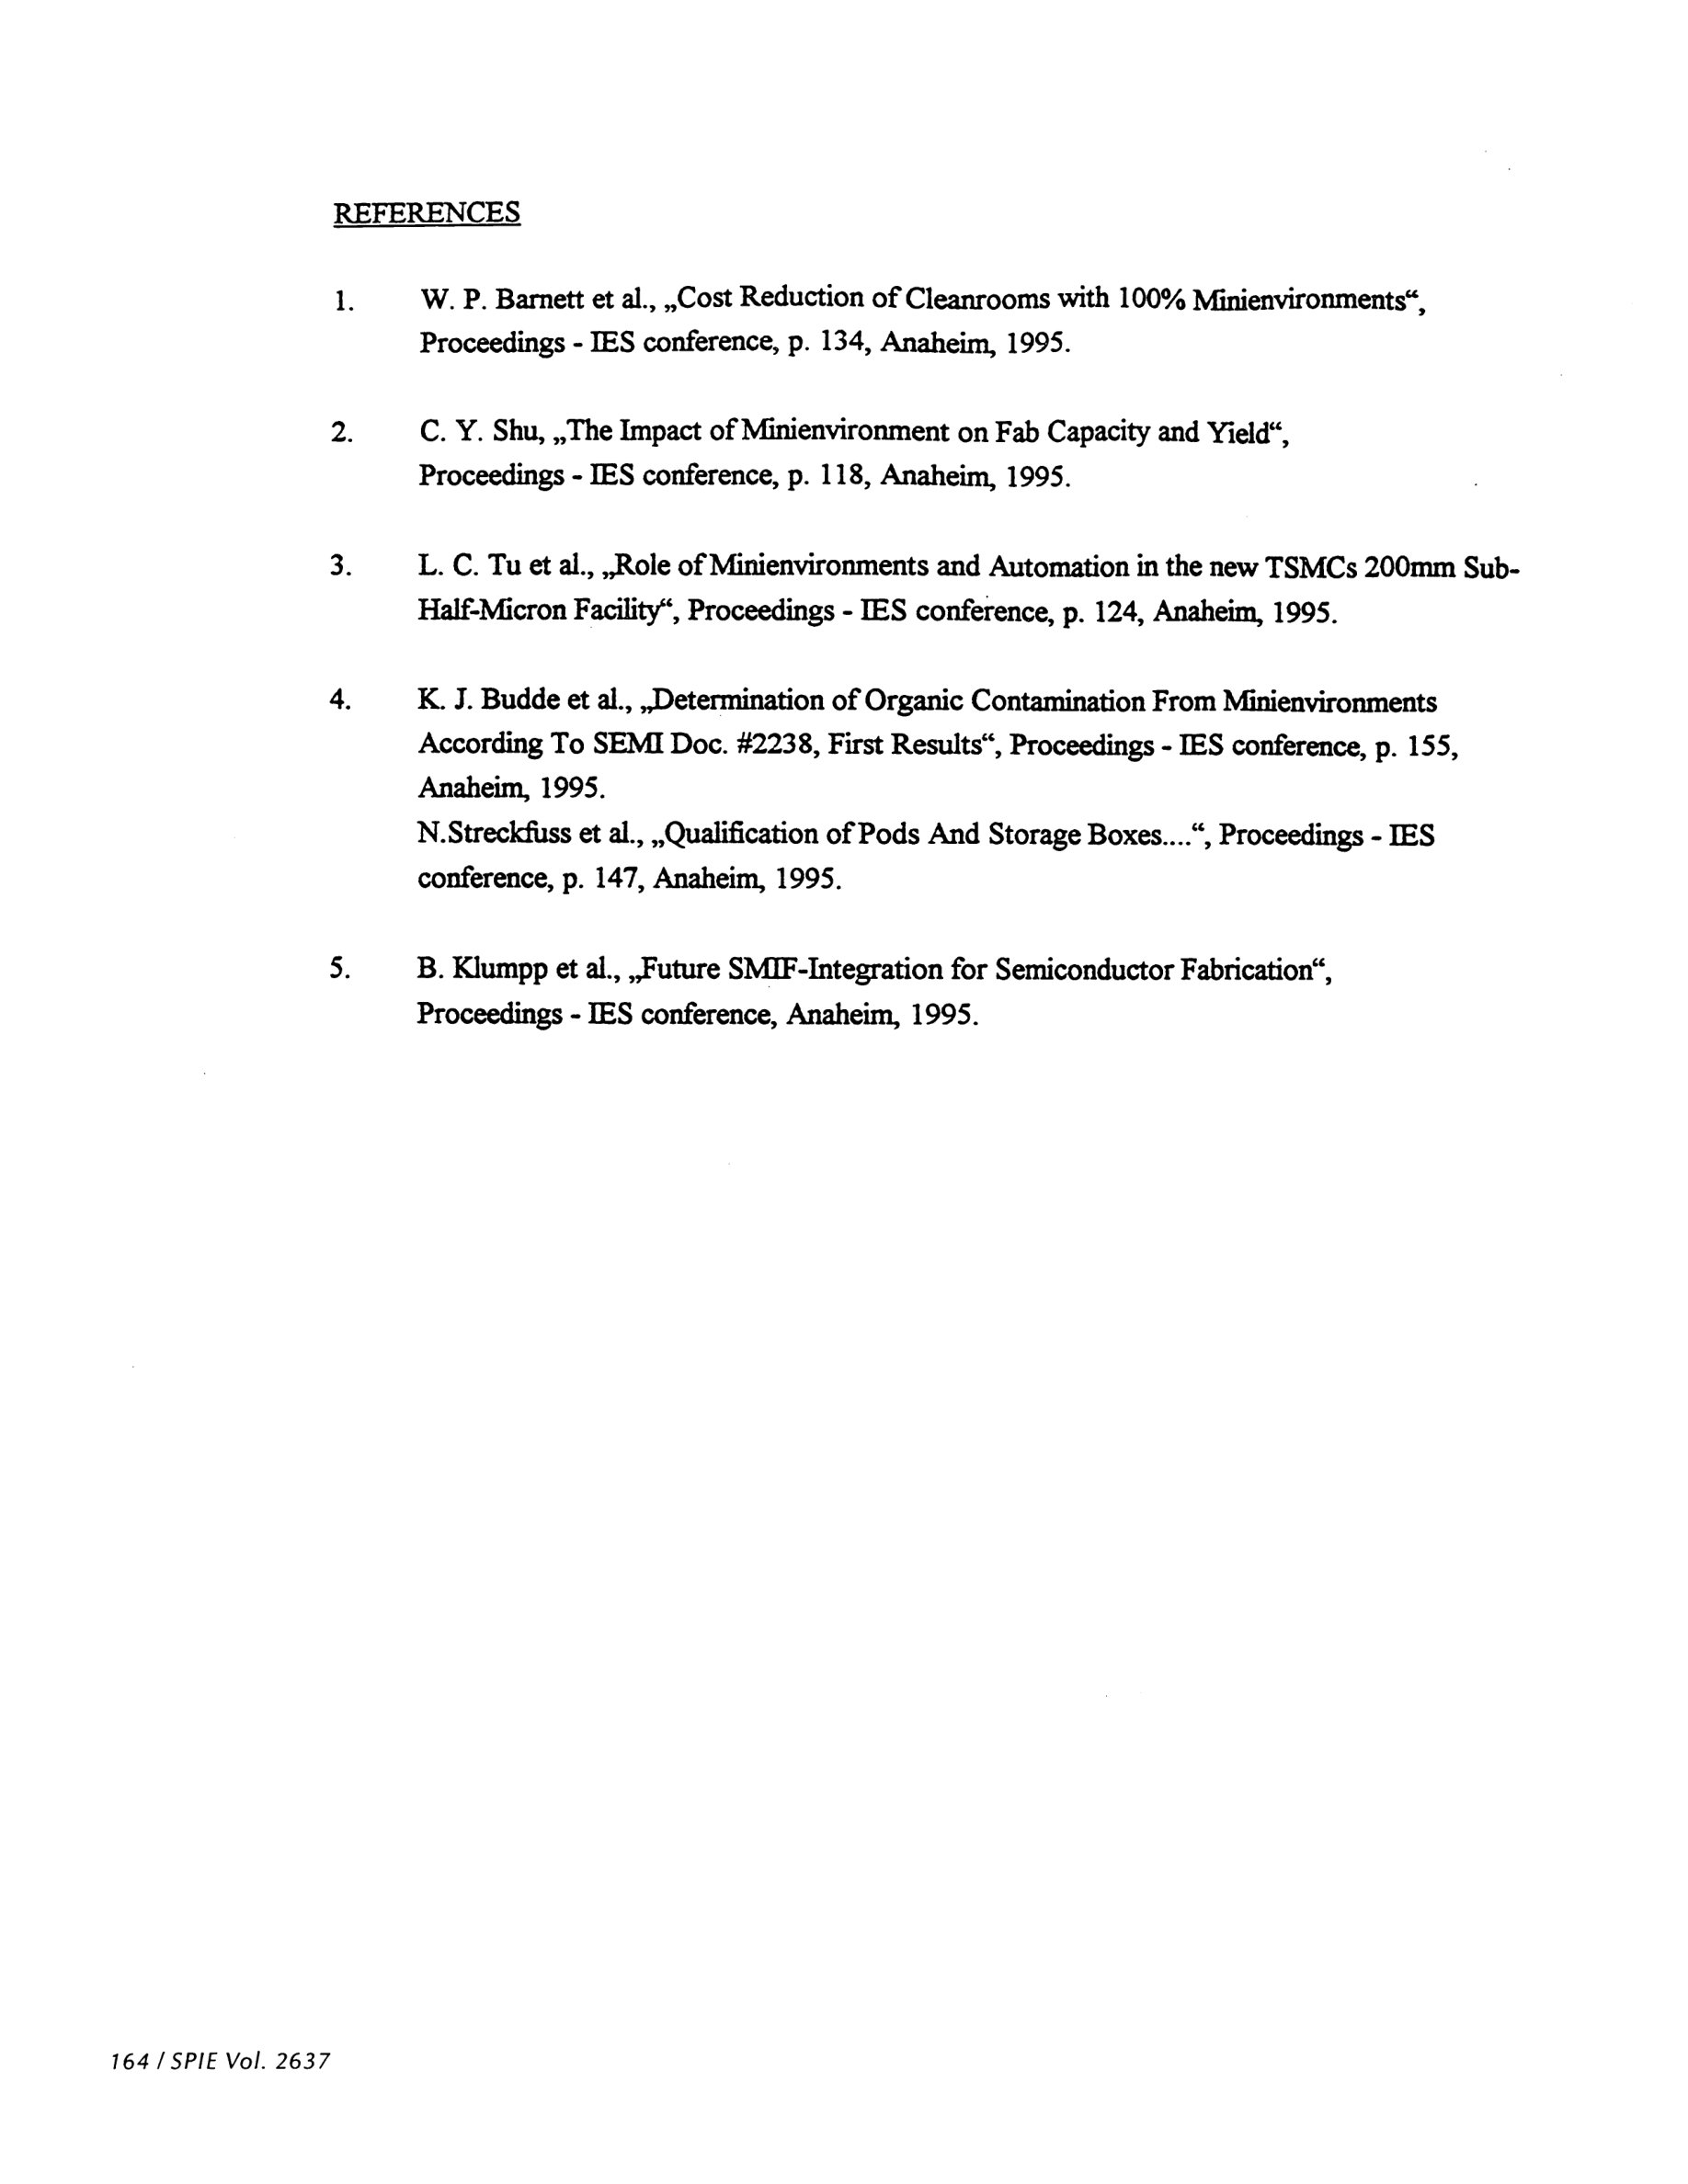 REFERENCES
1. W. P. Barnett et al., „Cost Reduction of Cleanrooms with 100% Minienvironments“,
Proceedings - IES conference, p. 134, Anaheim, 1995.
2. C. Y. Shu, „The Impact of Minienvironment on Fab Capacity and Yield“,
Proceedings - IES conference, p. 118, Anaheim, 1995.
3. L. C. Tu et al., „Role of Minienvironments and Automation in the new TSMCs 200mm Sub-
Half-Micron Facility“, Proceedings - IES conference, p. 124, Anaheim, 1995.
4. K. J. Budde et al., „Determination of Organic Contamination From Minienvironments
According To SEMI Doc. #2238, First Results“, Proceedings - IES conference, p. 155,
Anaheim, 1995.
N.Streckfuss et al., „Qualification of Pods And Storage Boxes....“, Proceedings - IES
conference, p. 147, Anaheim, 1995.
5. B. Klumpp et al., „Future SMIF-Integration for Semiconductor Fabrication“,
Proceedings - IES conference, Anaheim, 1995.
164 / SPIE Vol. 2637